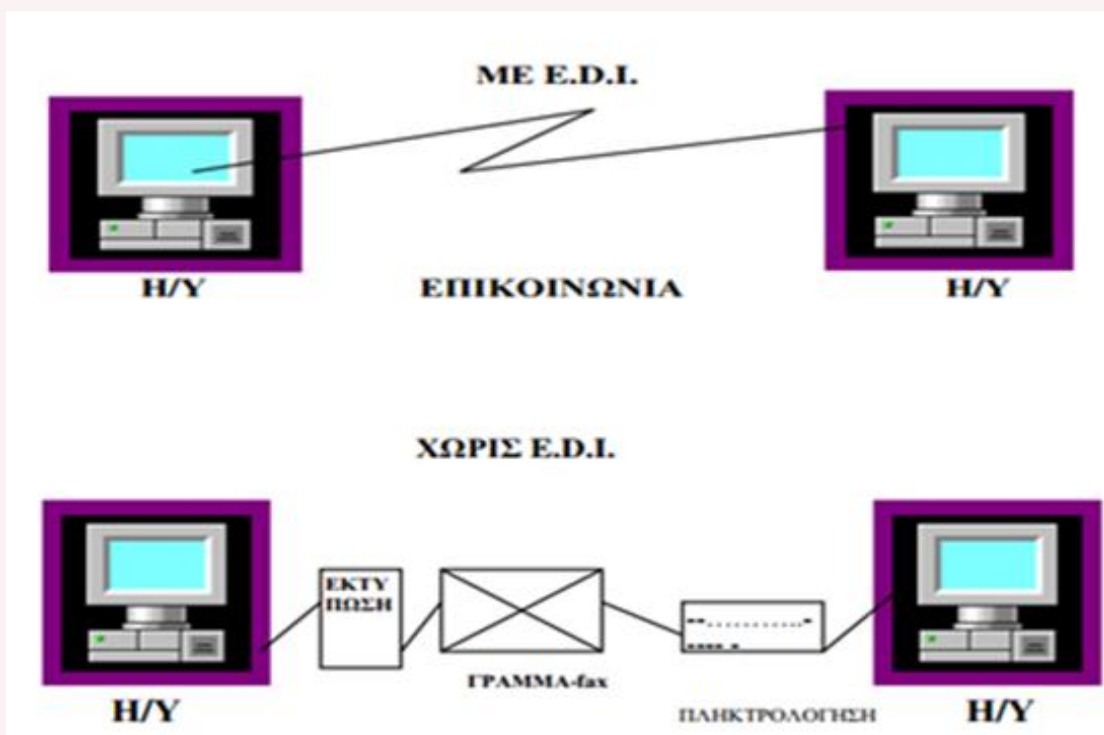 ΜΕ E.D.I.
Η/Υ
ΕΠΙΚΟΙΝΩΝΙΑ
Η/Υ
ΧΩΡΙΣ E.D.I.
ΕΚΤΥ
ΠΩΣΗ
ΓΡΑΜΜΑ-fax
ΠΛΗΚΤΡΟΛΟΓΗΣΗ
Η/Υ
Η/Υ